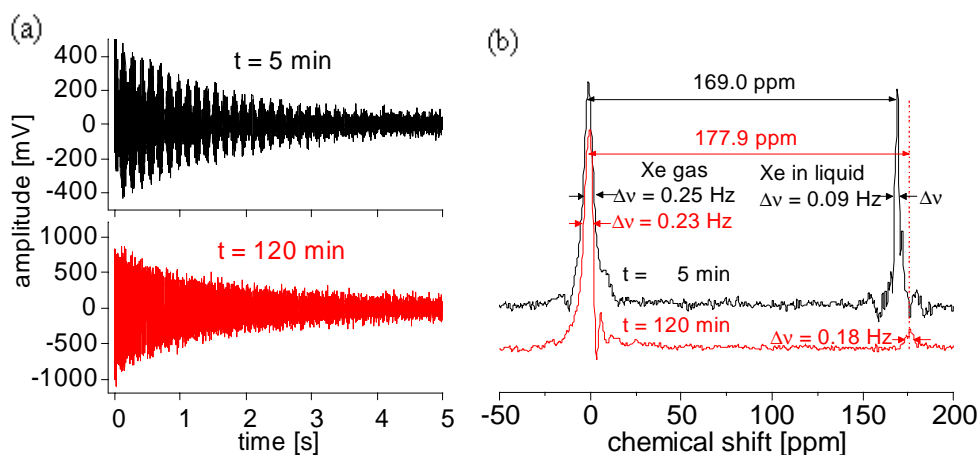 (a)
t = 5 min
400
200
0
-200
-400
amplitude [mV]
t = 120 min
1000
500
0
-500
-1000
0 1 2 3 4 5
time [s]
(b)
169.0 ppm
177.9 ppm
Xe gas Xe in liquid
Δν = 0.25 Hz Δν = 0.09 Hz Δν
Δν = 0.23 Hz
t = 5 min
t = 120 min
Δν = 0.18 Hz
-50 0 50 100 150 200
chemical shift [ppm]